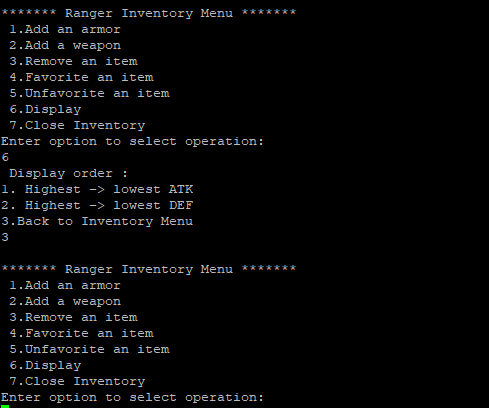 ******* Ranger Inventory Menu *******
1.Add an armor
2.Add a weapon
3.Remove an item
4.Favorite an item
5.Unfavorite an item
6.Display
7.Close Inventory
Enter option to select operation:
6
Display order :
1. Highest -> lowest ATK
2. Highest -> lowest DEF
3.Back to Inventory Menu
3
******* Ranger Inventory Menu *******
1.Add an armor
2.Add a weapon
3.Remove an item
4.Favorite an item
5.Unfavorite an item
6.Display
7.Close Inventory
Enter option to select operation: